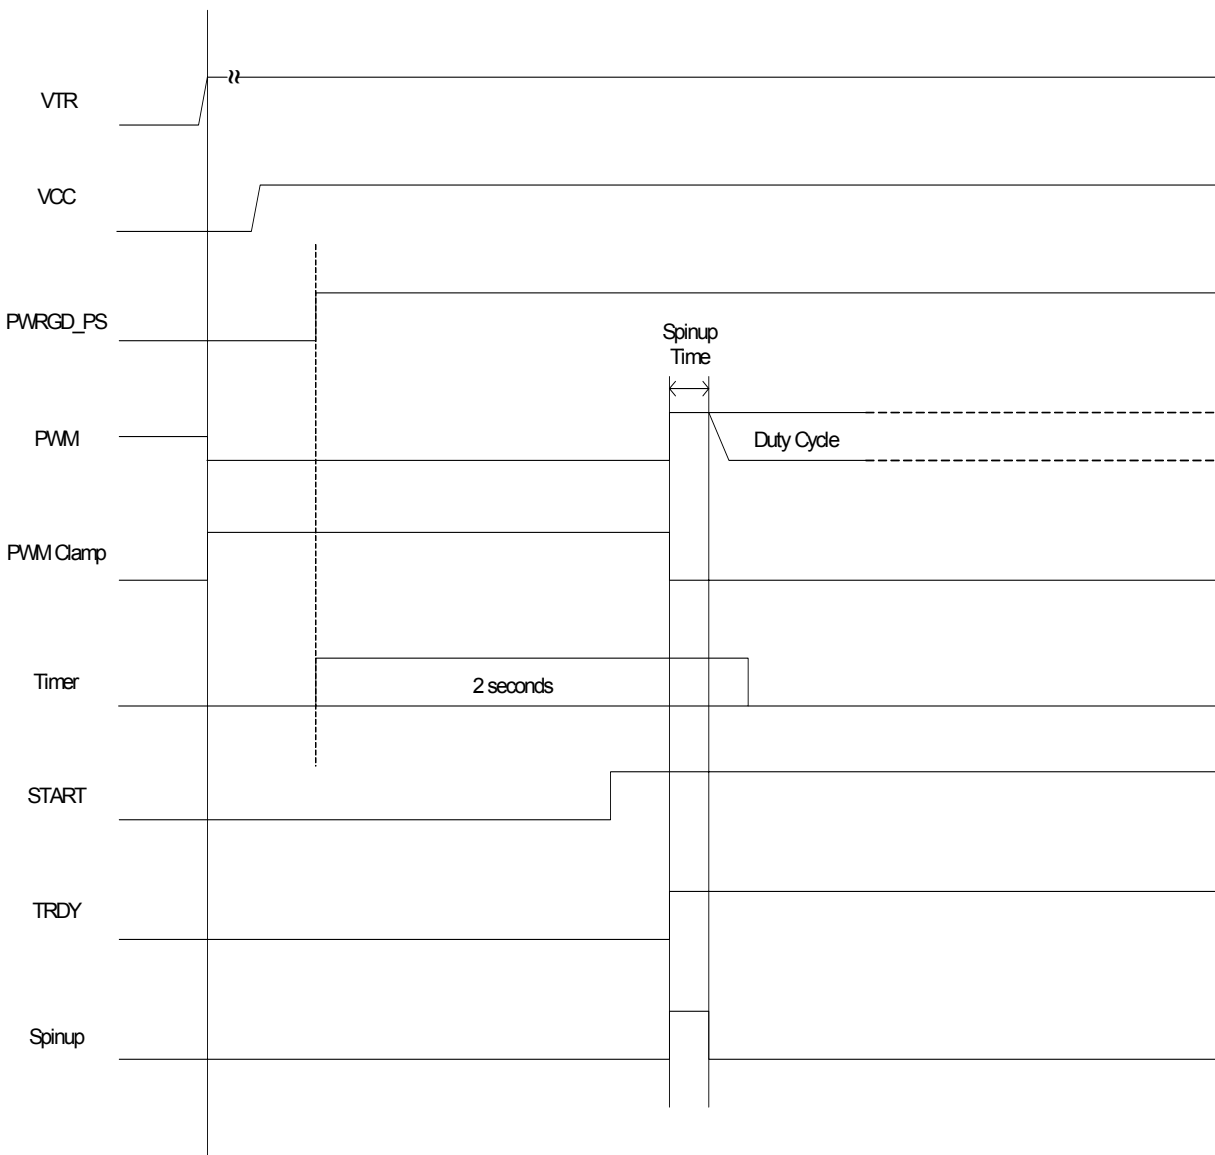 VTR
VCC
PWRGD_PS
Spinup
Time
PWM
Duty Cycle
PWM Clamp
Timer
2 seconds
START
TRDY
Spinup